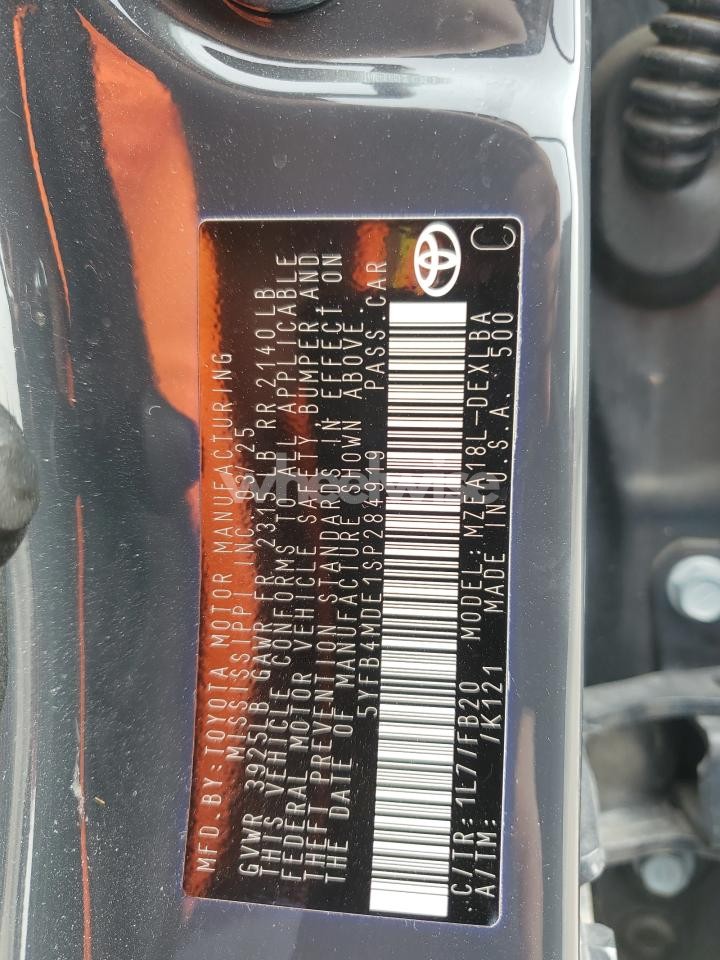 MFD. BY: TOYOTA MOTOR MANUFACTURING
MISSISSIPPI INC. 03/25
GVWR 3925LB GAWR FR 2315LB RR 2140LB
THIS VEHICLE CONFORMS TO ALL APPLICABLE
FEDERAL MOTOR VEHICLE SAFETY BUMPER, AND
THEFT PREVENTION STANDARDS IN EFFECT ON
THE DATE OF MANUFACTURE SHOWN ABOVE.
5YFB4MDE1SP284919 PASS. CAR
C/TR: 1L7/FB20 MODEL: MZEA18L-DEXLBA
A/TM: /K121 MADE IN U.S.A. 500 C
wheelwise